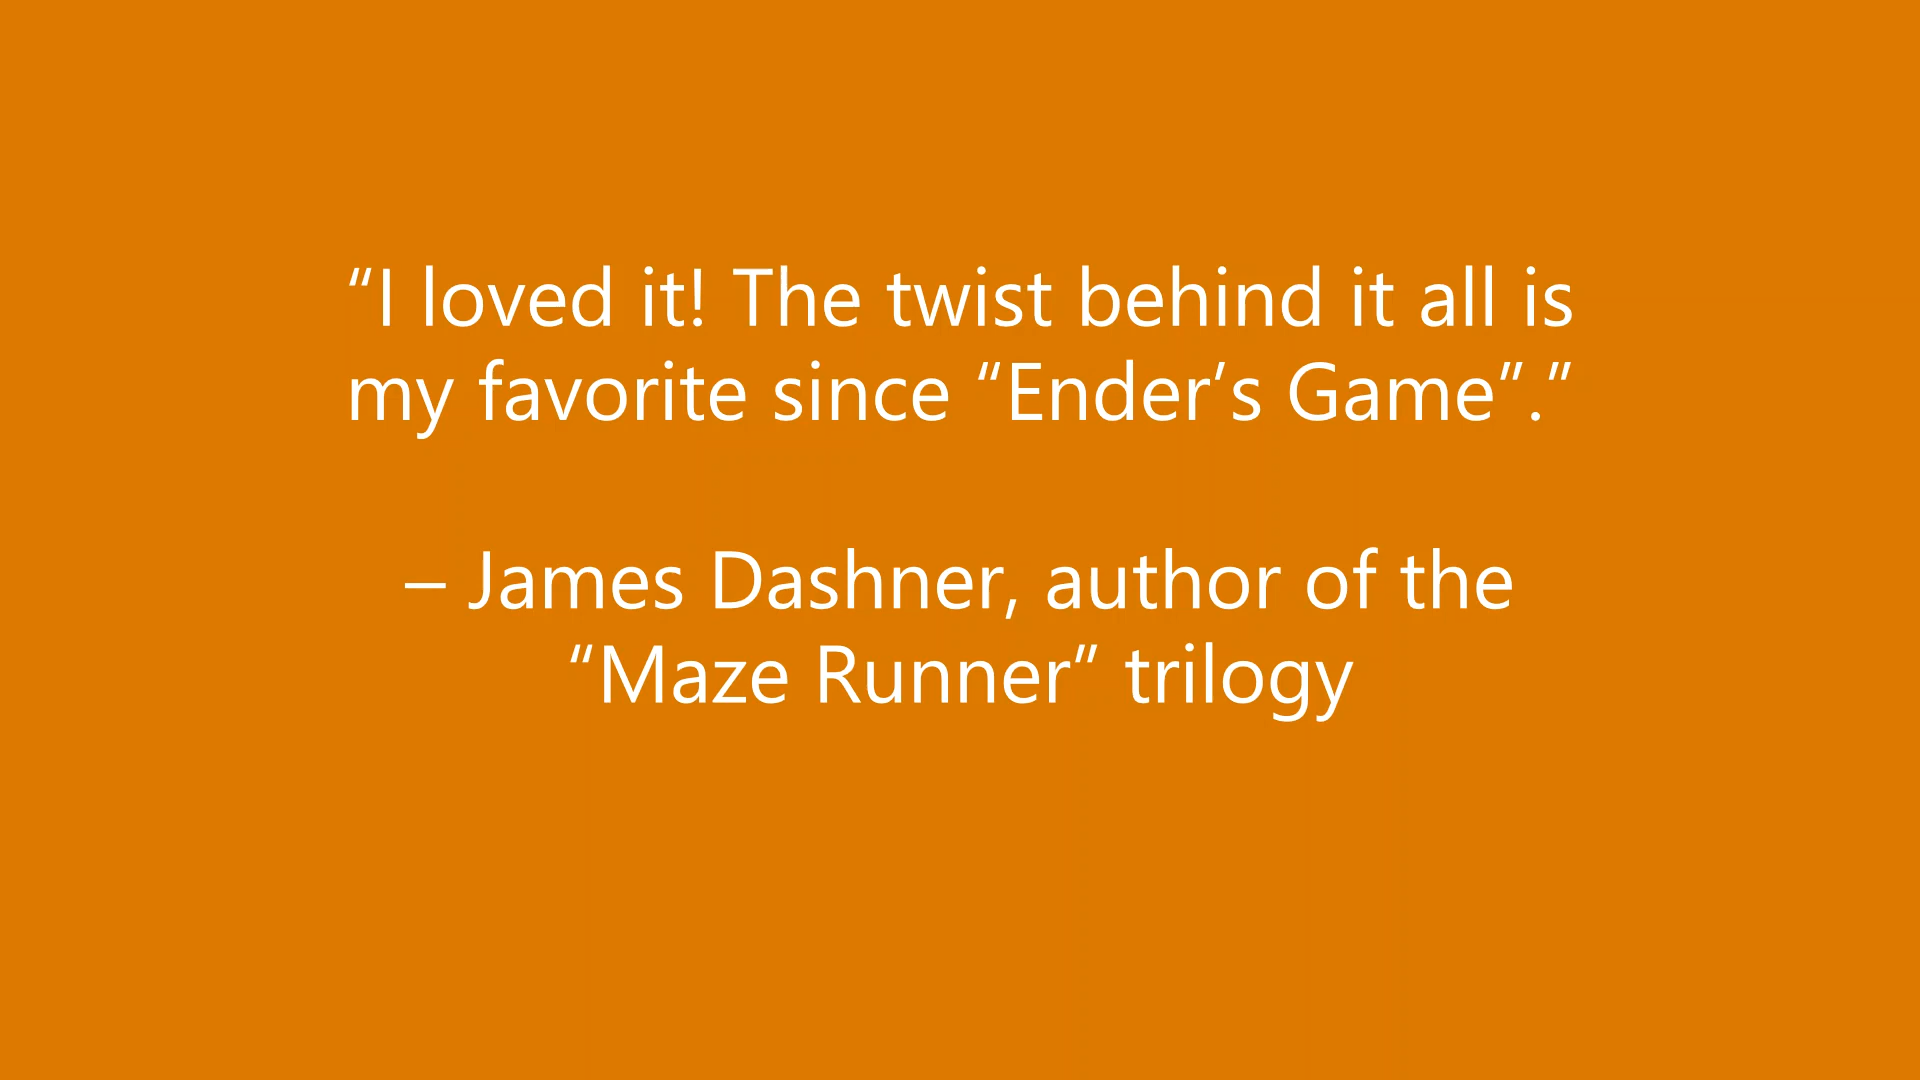 “I loved it! The twist behind it all is
my favorite since “Ender’s Game”.”
– James Dashner, author of the
“Maze Runner” trilogy